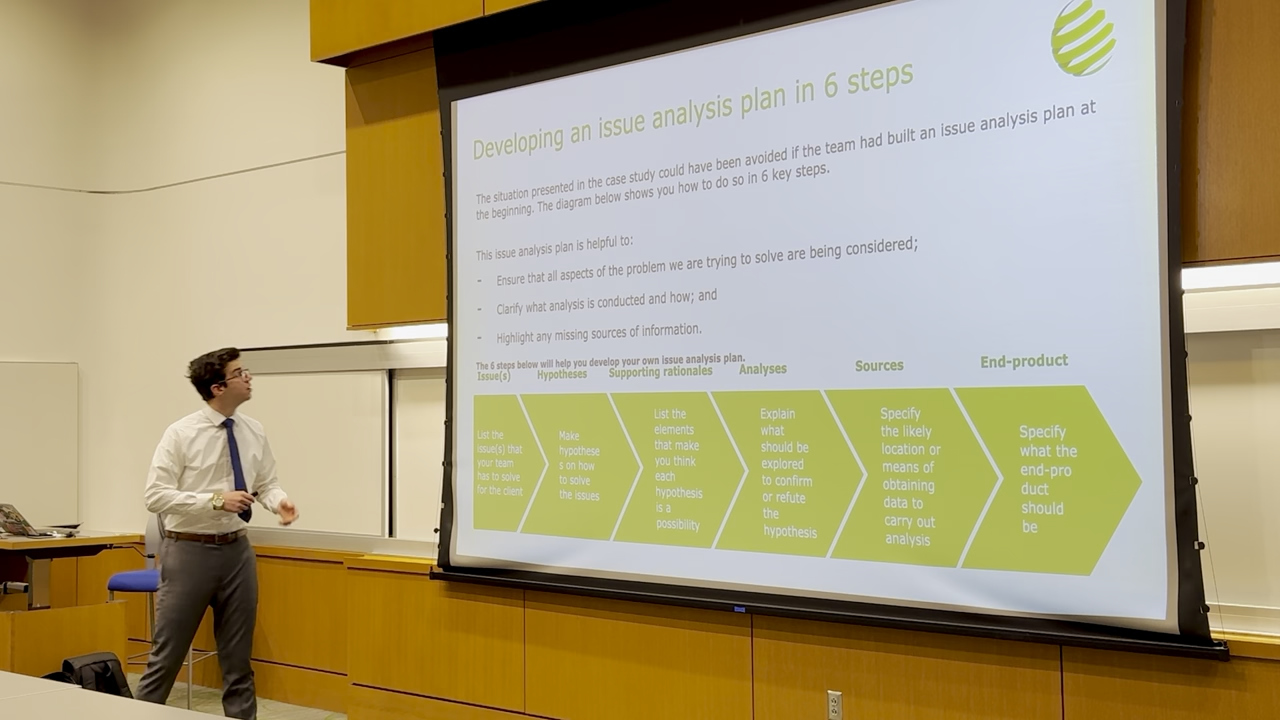 Developing an issue analysis plan in 6 steps
The situation presented in the case study could have been avoided if the team had built an issue analysis plan at
the beginning. The diagram below shows you how to do so in 6 key steps.
This issue analysis plan is helpful to:
- Ensure that all aspects of the problem we are trying to solve are being considered;
- Clarify what analysis is conducted and how; and
- Highlight any missing sources of information.
The 6 steps below will help you develop your own issue analysis plan.
Issue(s)
List the
issue(s) that
your team
has to solve
for the client
Hypotheses
Make
hypothese
s on how
to solve
the issues
Supporting rationales
List the
elements
that make
you think
each
hypothesis
is a
possibility
Analyses
Explain
what
should be
explored
to confirm
or refute
the
hypothesis
Sources
Specify
the likely
location or
means of
obtaining
data to
carry out
analysis
End-product
Specify
what the
end-pro
duct
should
be